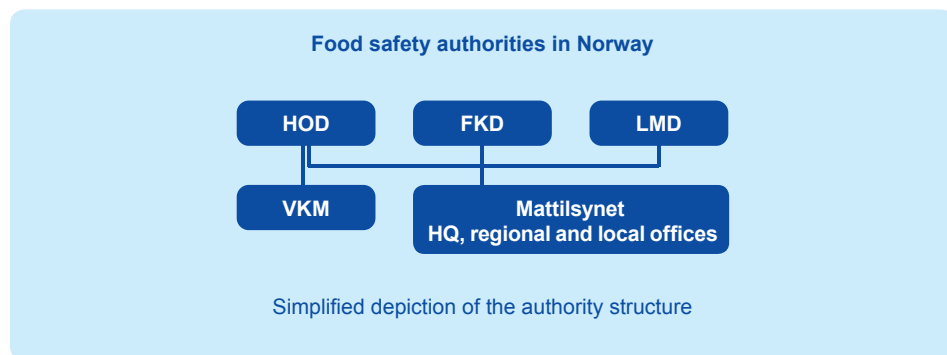 Food safety authorities in Norway
HOD
FKD
LMD
VKM
Mattilsynet
HQ, regional and local offices
Simplified depiction of the authority structure